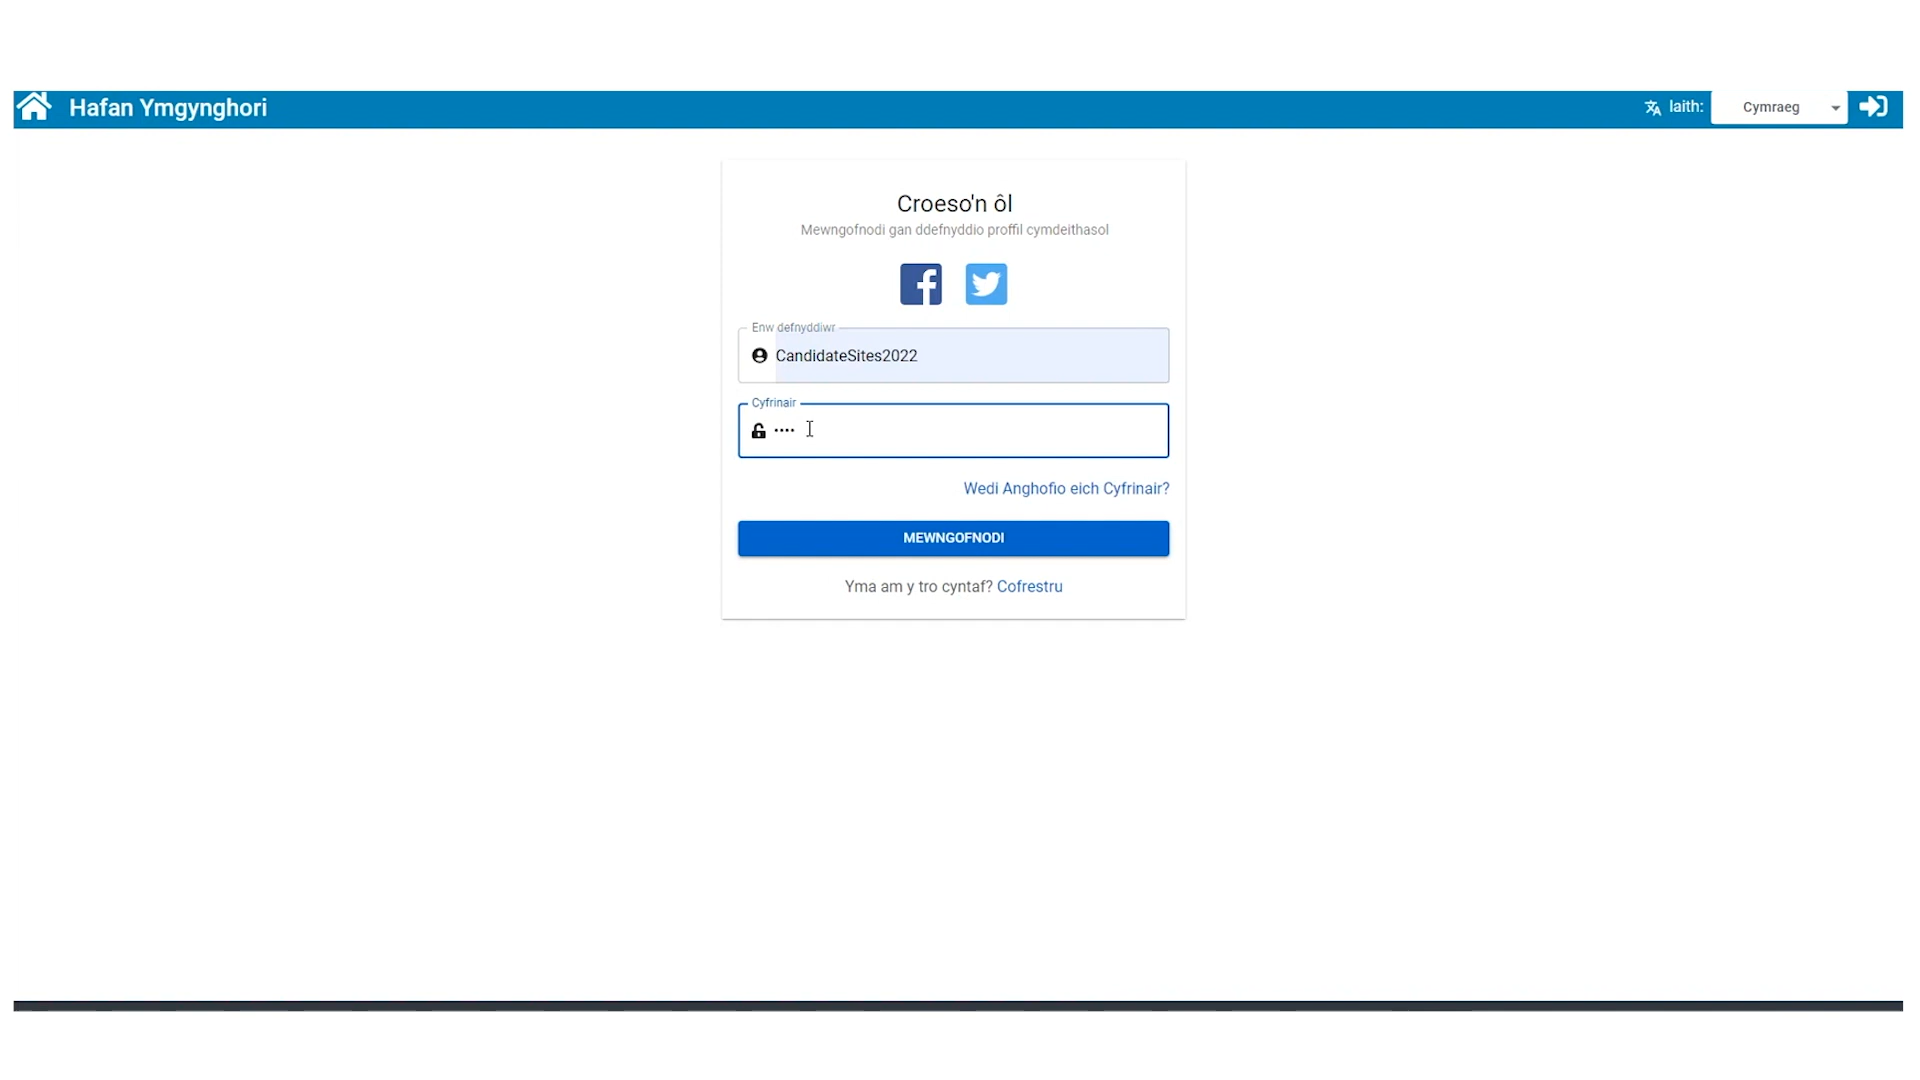 Hafan Ymgynghori
Iaith:
Cymraeg
Croeso'n ôl
Mewngofnodi gan ddefnyddio proffil cymdeithasol
Enw defnyddiwr
CandidateSites2022
Cyfrinair
••••
Wedi Anghofio eich Cyfrinair?
MEWNGOFNODI
Yma am y tro cyntaf? Cofrestru